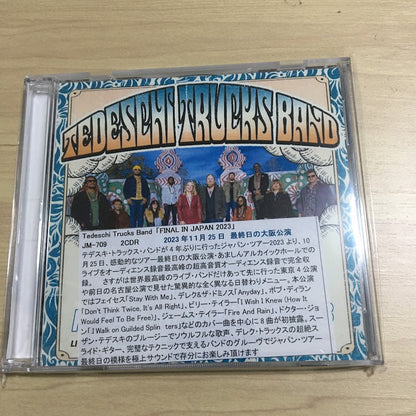 TEDESCHI TRUCKS BAND
Tedeschi Trucks Band「FINAL IN JAPAN 2023」
JM-709 2CDR 2023年11月25日 最終日の大阪公演
テデスキ・トラックス・バンドが4年ぶりに行ったジャパン・ツアー2023より、10
月25日、感動的なツアー最終日の大阪公演・あましんアルカイックホールでの
ライブをオーディエンス録音最高峰の超高音質オーディエンス録音で完全収
録。 さすがは世界最高峰のライブ・バンドだけあって先に行った東京4公演
や前日の名古屋公演で見せた驚異的な全く異なる日替わりメニュー。本公演
ではフェイセズ「Stay With Me」、デレク&ザ・ドミノス「Anyday」、ボブ・ディラン
「Don't Think Twice, It's All Right」、ビリー・テイラー「I Wish I Knew (How It
Would Feel To Be Free)」、ジェームス・テイラー「Fire And Rain」、ドクター・ジョ
ン「I Walk on Guilded Splin ters」などのカバー曲を中心に8曲が初披露。スー
ザン・テデスキのブルージーでソウルフルな歌声、デレク・トラックスの超絶ス
ライド・ギター、完璧なテクニックで支えるバンドのグルーヴでジャパン・ツアー
最終日の模様を極上サウンドで存分にお楽しみ頂けます